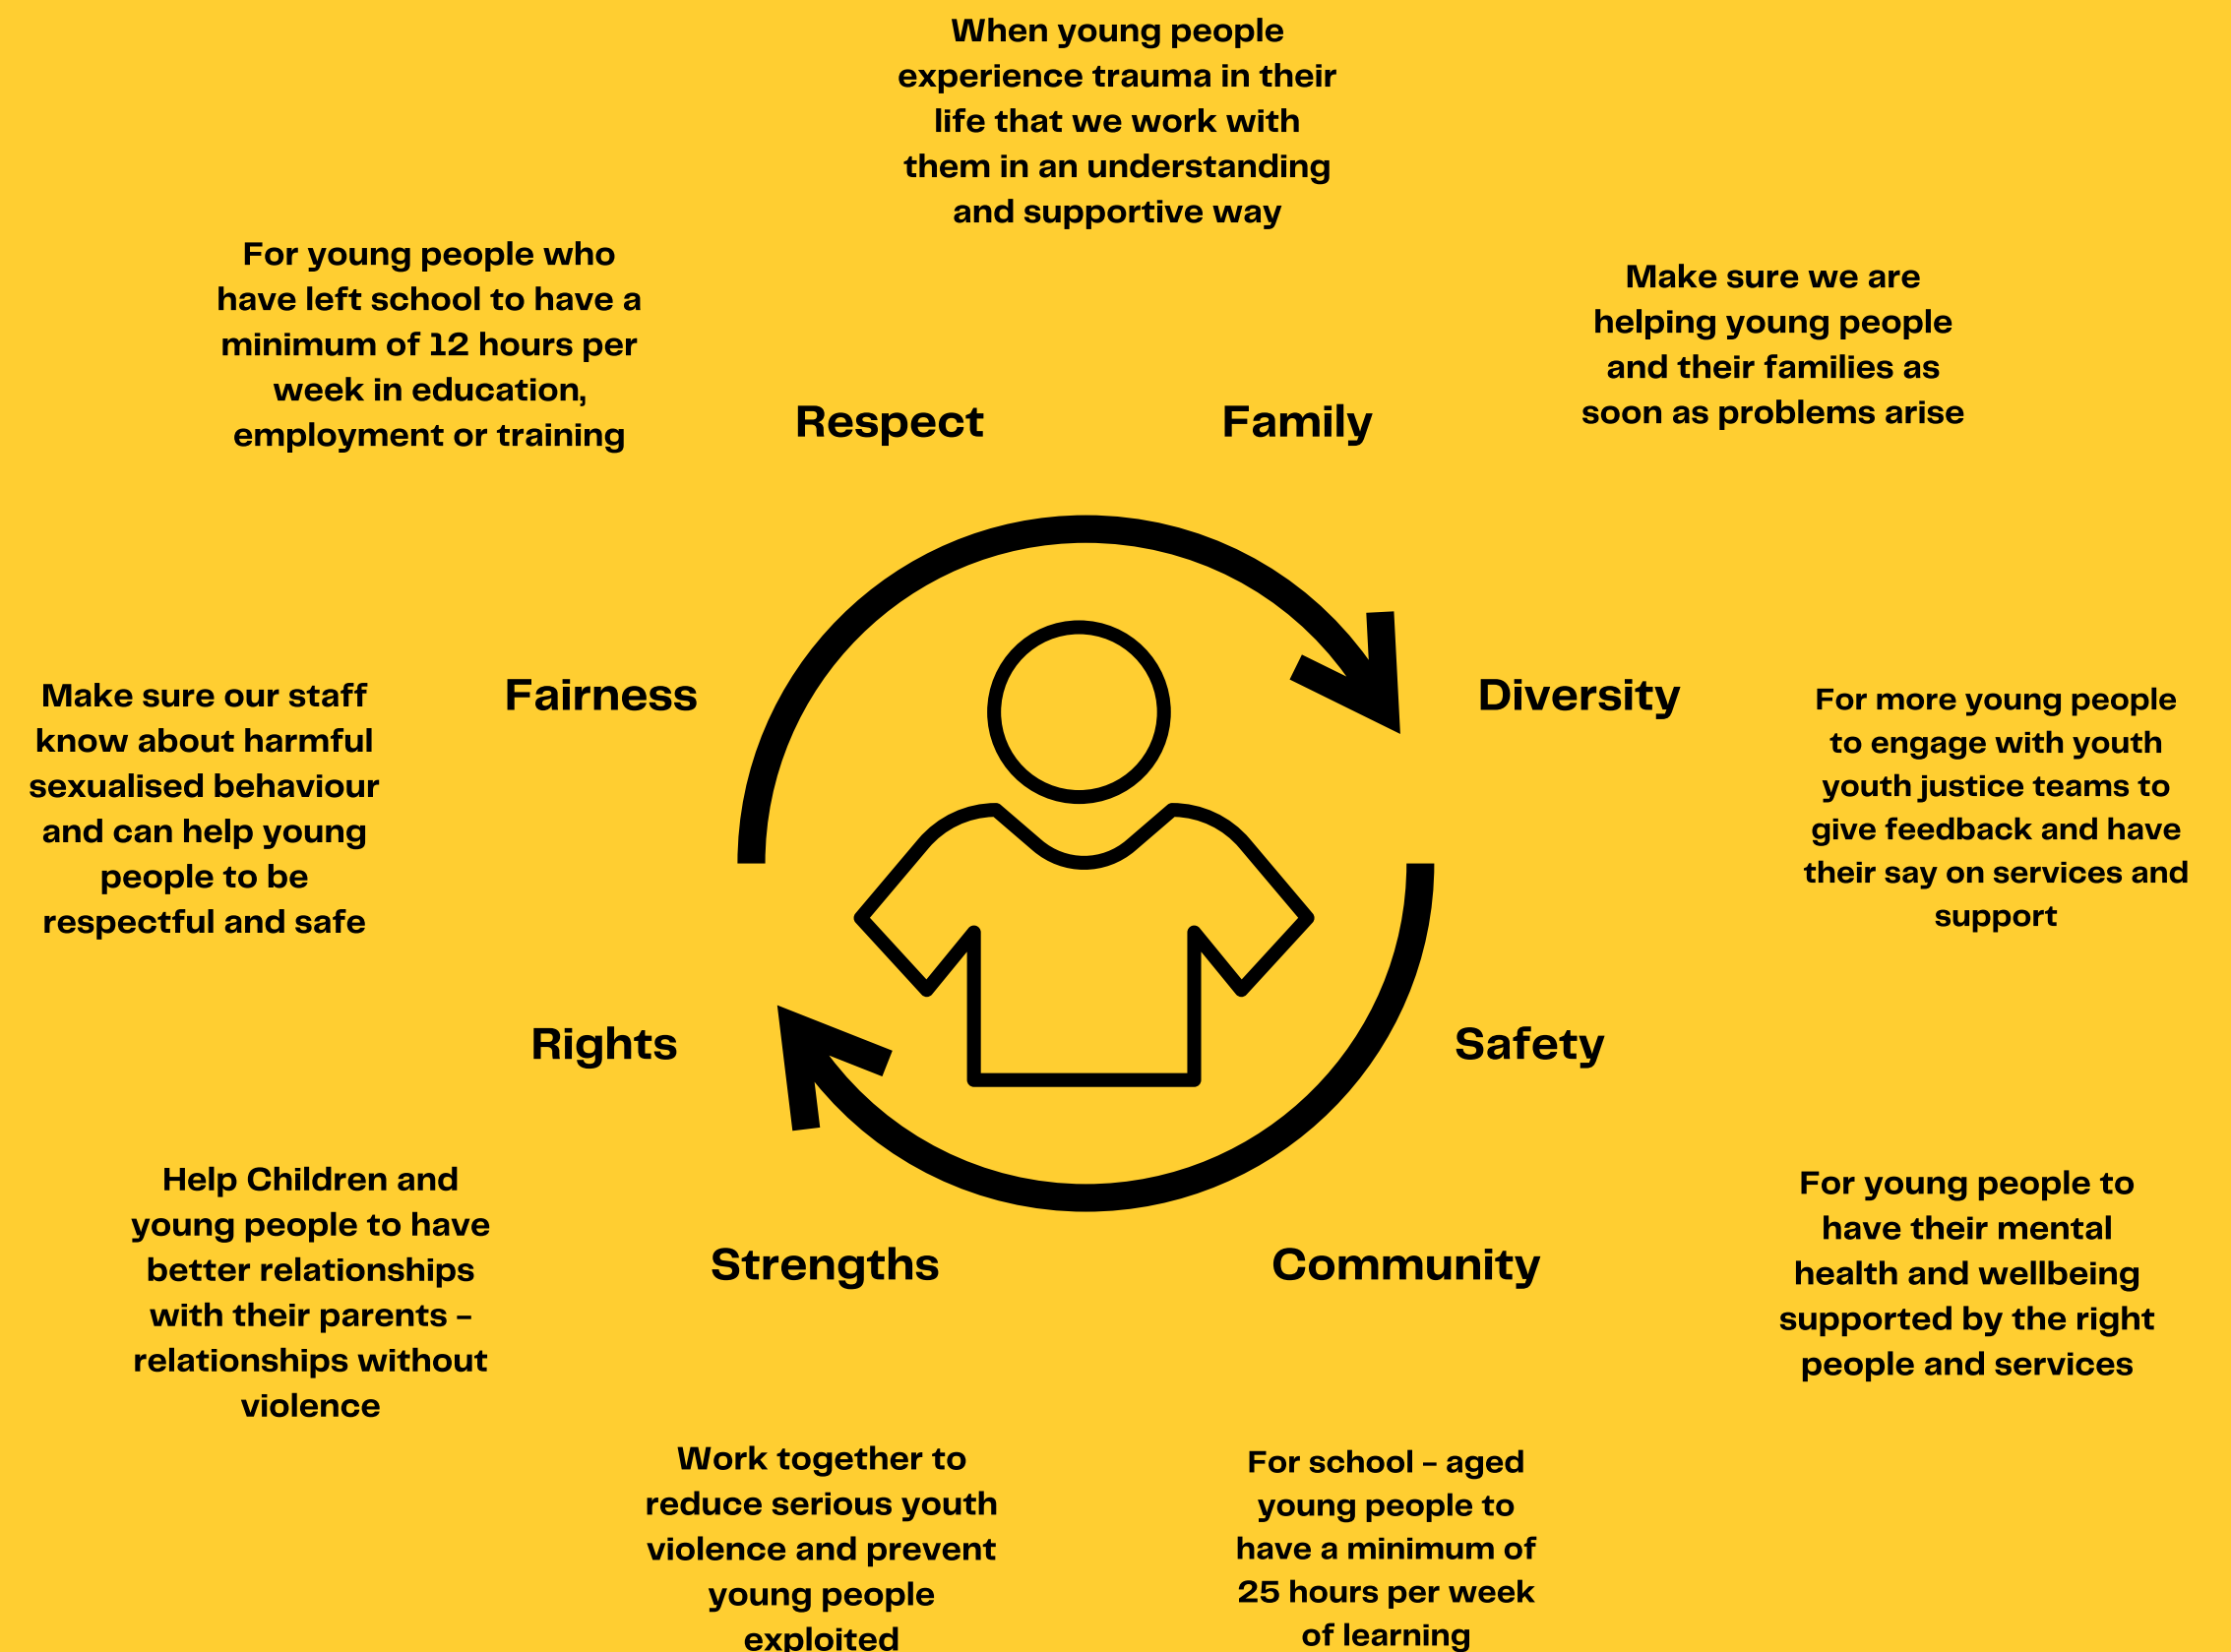 When young people
experience trauma in their
life that we work with
them in an understanding
and supportive way
For young people who
have left school to have a
minimum of 12 hours per
week in education,
employment or training
Make sure we are
helping young people
and their families as
soon as problems arise
Respect
Family
Fairness
Diversity
Make sure our staff
know about harmful
sexualised behaviour
and can help young
people to be
respectful and safe
For more young people
to engage with youth
youth justice teams to
give feedback and have
their say on services and
support
Rights
Safety
Help Children and
young people to have
better relationships
with their parents –
relationships without
violence
For young people to
have their mental
health and wellbeing
supported by the right
people and services
Strengths
Community
Work together to
reduce serious youth
violence and prevent
young people
exploited
For school – aged
young people to
have a minimum of
25 hours per week
of learning